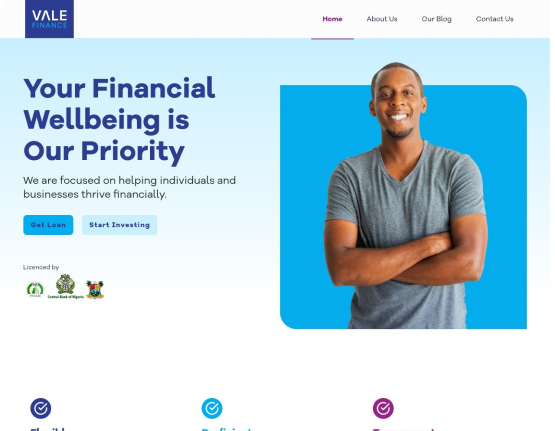 VALE
FINANCE
Home
About Us
Our Blog
Contact Us
Your Financial
Wellbeing is
Our Priority
We are focused on helping individuals and
businesses thrive financially.
Get Loan
Start Investing
Licenced by
Central Bank of Nigeria